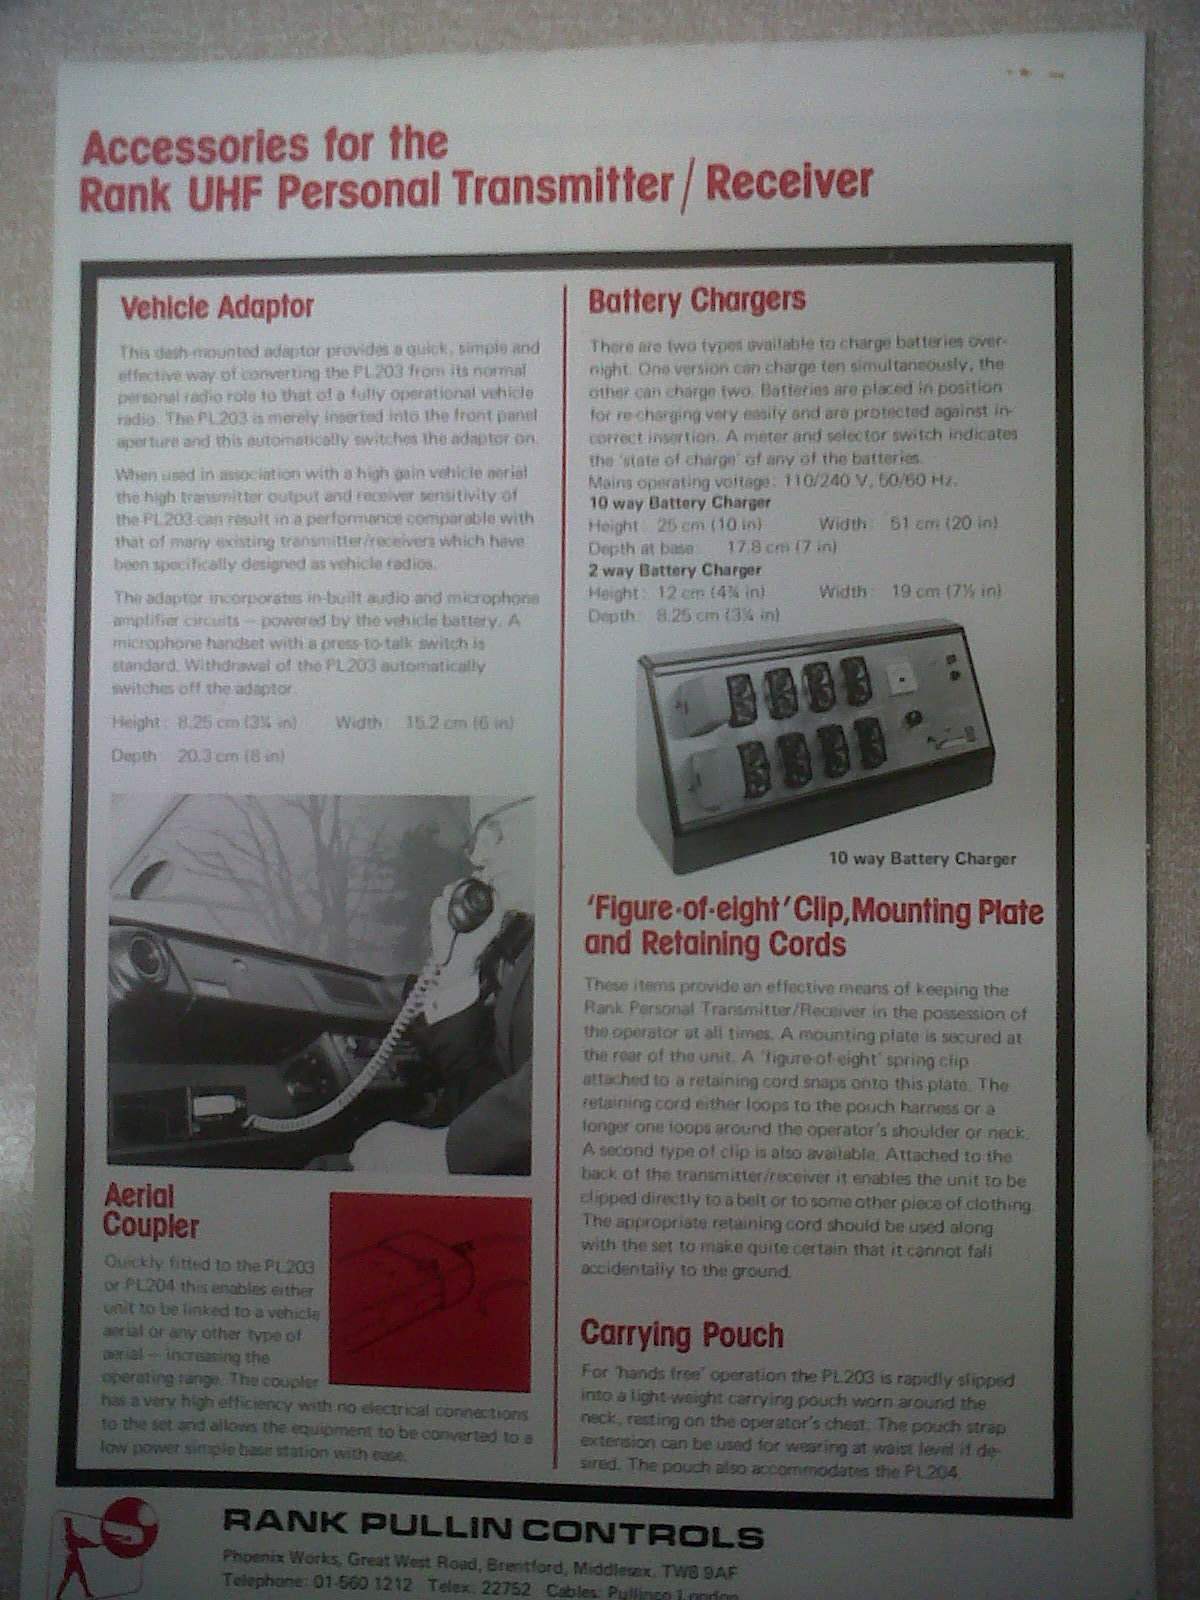 Accessories for the
Rank UHF Personal Transmitter / Receiver
Vehicle Adaptor
This dash-mounted adaptor provides a quick, simple and
effective way of converting the PL203 from its normal
personal radio role to that of a fully operational vehicle
radio. The PL203 is merely inserted into the front panel
aperture and this automatically switches the adaptor on.
When used in association with a high gain vehicle aerial
the high transmitter output and receiver sensitivity of
the PL203 can result in a performance comparable with
that of many existing transmitter/receivers which have
been specifically designed as vehicle radios.
The adaptor incorporates in-built audio and microphone
amplifier circuits — powered by the vehicle battery. A
microphone handset with a press-to-talk switch is
standard. Withdrawal of the PL203 automatically
switches off the adaptor.
Height: 8.25 cm (3¼ in) Width: 15.2 cm (6 in)
Depth: 20.3 cm (8 in)
Aerial
Coupler
Quickly fitted to the PL203
or PL204 this enables either
unit to be linked to a vehicle
aerial or any other type of
aerial — increasing the
operating range. The coupler
has a very high efficiency with no electrical connections
to the set and allows the equipment to be converted to a
low power simple base station with ease.
Battery Chargers
There are two types available to charge batteries over-
night. One version can charge ten simultaneously, the
other can charge two. Batteries are placed in position
for re-charging very easily and are protected against in-
correct insertion. A meter and selector switch indicates
the 'state of charge' of any of the batteries.
Mains operating voltage: 110/240 V, 50/60 Hz.
10 way Battery Charger
Height: 25 cm (10 in) Width: 51 cm (20 in)
Depth at base: 17.8 cm (7 in)
2 way Battery Charger
Height: 12 cm (4¾ in) Width: 19 cm (7½ in)
Depth: 8.25 cm (3¼ in)
10 way Battery Charger
'Figure-of-eight' Clip, Mounting Plate
and Retaining Cords
These items provide an effective means of keeping the
Rank Personal Transmitter/Receiver in the possession of
the operator at all times. A mounting plate is secured at
the rear of the unit. A 'figure-of-eight' spring clip
attached to a retaining cord snaps onto this plate. The
retaining cord either loops to the pouch harness or a
longer one loops around the operator's shoulder or neck.
A second type of clip is also available. Attached to the
back of the transmitter/receiver it enables the unit to be
clipped directly to a belt or to some other piece of clothing.
The appropriate retaining cord should be used along
with the set to make quite certain that it cannot fall
accidentally to the ground.
Carrying Pouch
For "hands free" operation the PL203 is rapidly slipped
into a light-weight carrying pouch worn around the
neck, resting on the operator's chest. The pouch strap
extension can be used for wearing at waist level if de-
sired. The pouch also accommodates the PL204.
RANK PULLIN CONTROLS
Phoenix Works, Great West Road, Brentford, Middlesex. TW8 9AF
Telephone: 01-560 1212 Telex. 22752 Cables: Pullinco London